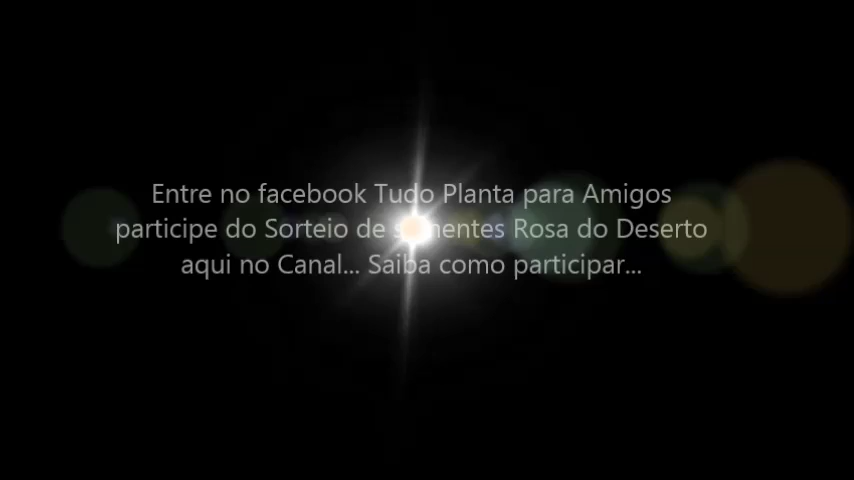 Entre no facebook Tudo Planta para Amigos
participe do Sorteio de sementes Rosa do Deserto
aqui no Canal... Saiba como participar...